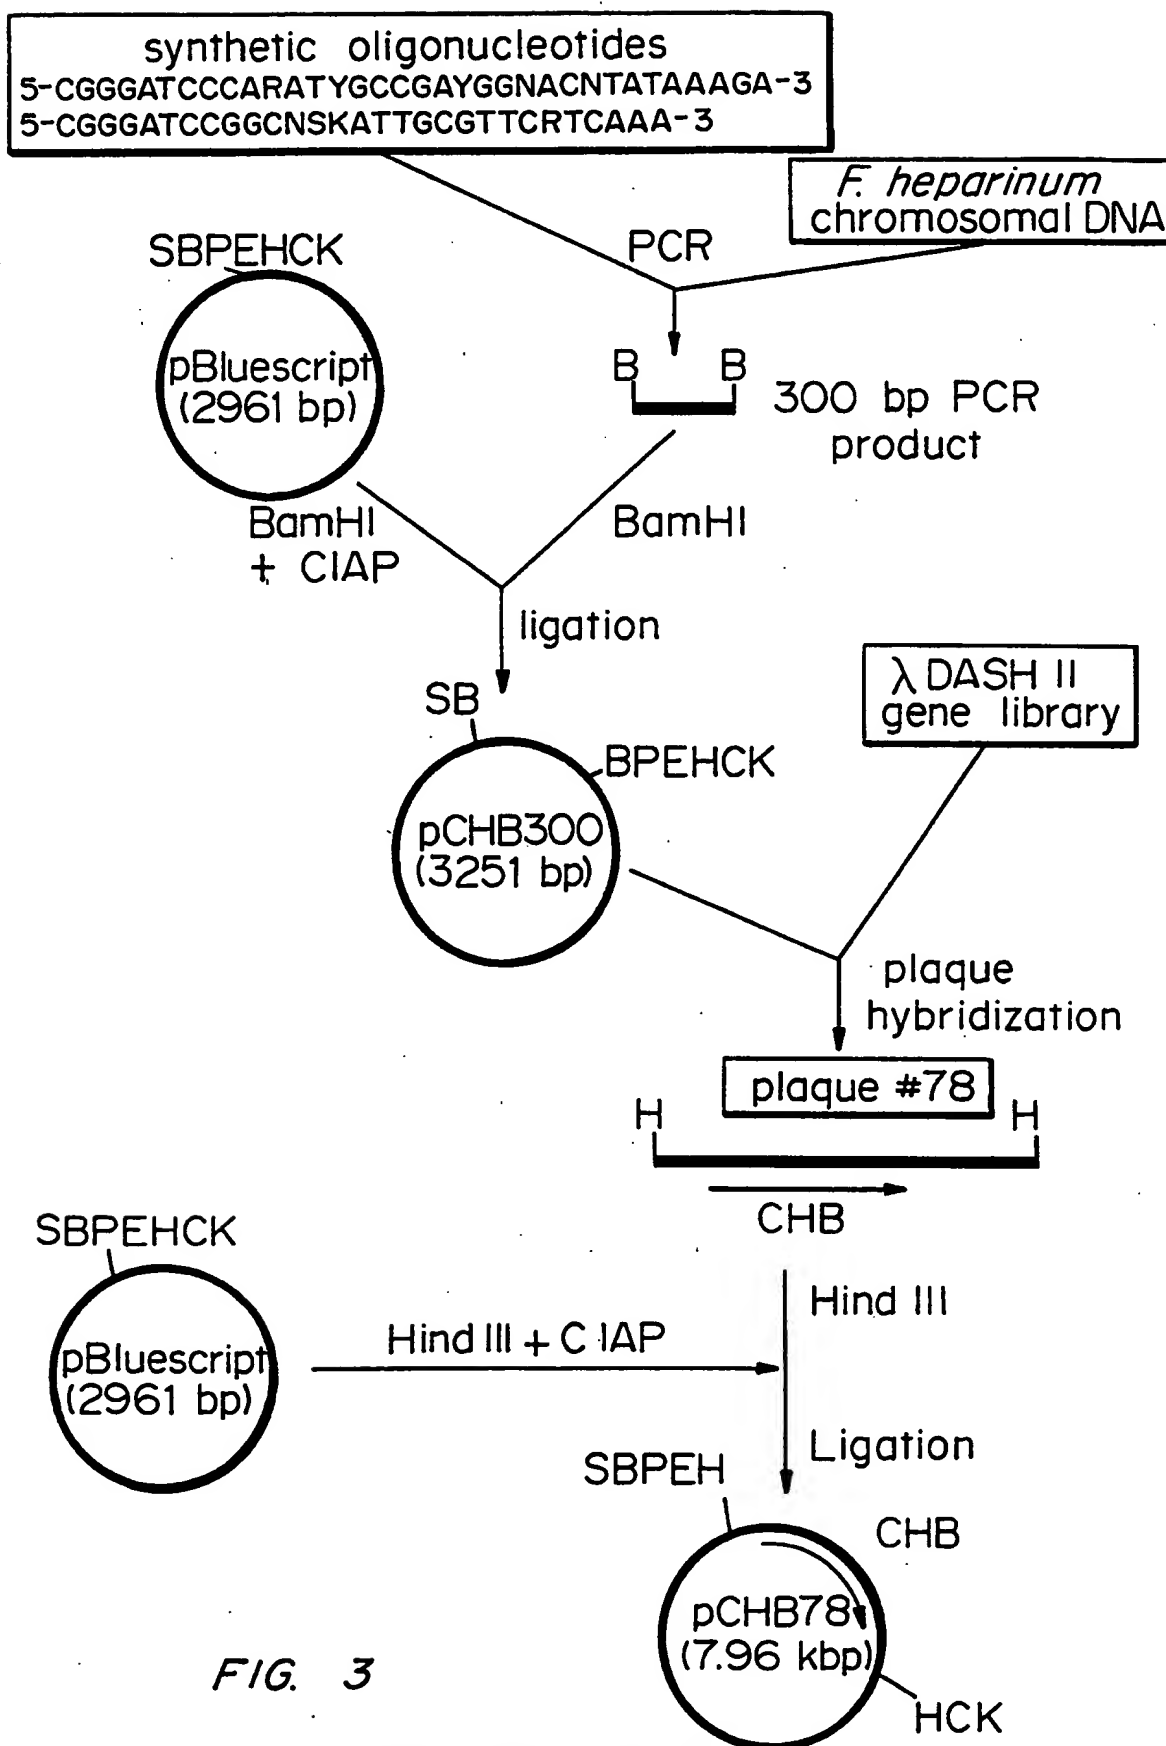 synthetic oligonucleotides
5-CGGGATCCCARATYGCCGAYGGNACNTATAAAGA-3
5-CGGGATCCGGCNSKATTGCGTTCRTCAAA-3
F. heparinum
chromosomal DNA
PCR
SBPEHCK
pBluescript
(2961 bp)
B B
300 bp PCR
product
BamHI
+ CIAP
BamHI
ligation
λ DASH II
gene library
SB
BPEHCK
pCHB300
(3251 bp)
plaque
hybridization
plaque #78
H H
CHB
SBPEHCK
pBluescript
(2961 bp)
Hind III + CIAP
Hind III
Ligation
SBPEH
CHB
pCHB78
(7.96 kbp)
HCK
FIG. 3